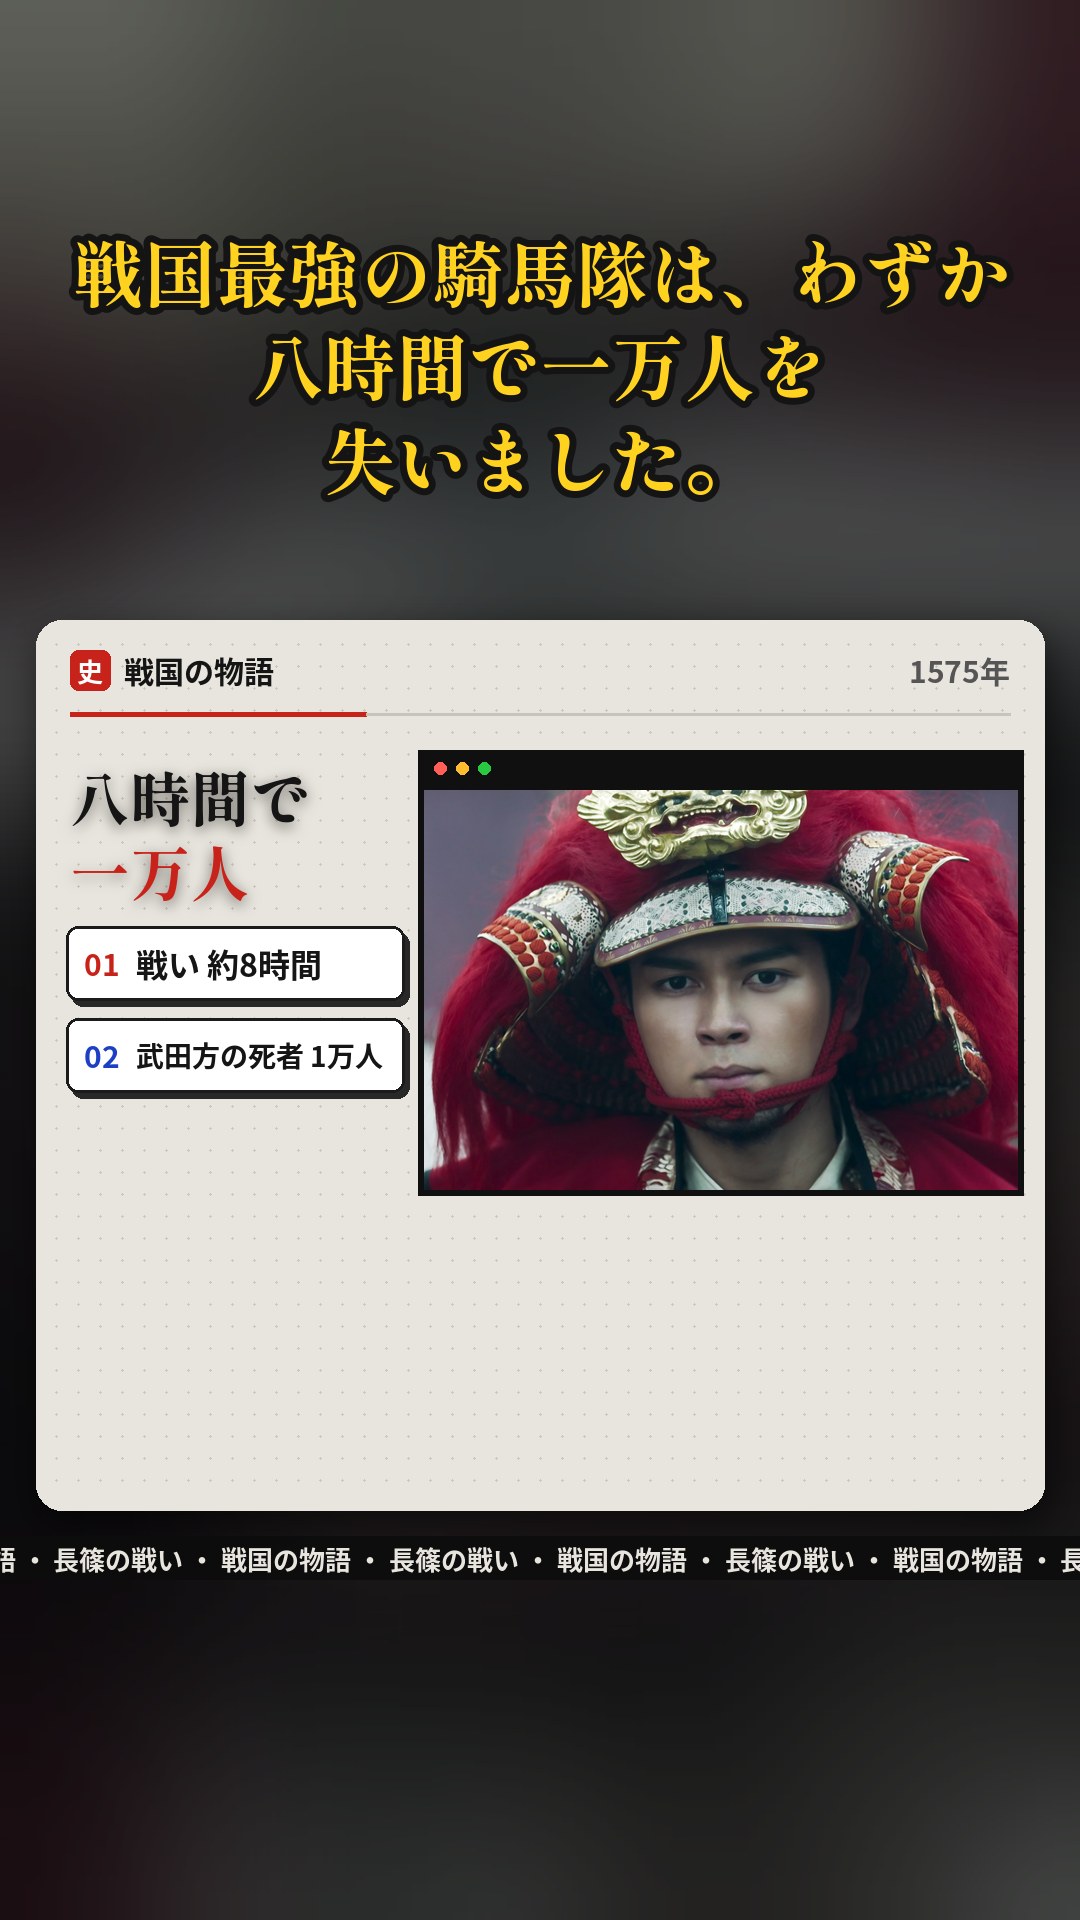 戦国最強の騎馬隊は、わずか
八時間で一万人を
失いました。
史 戦国の物語
1575年
八時間で
一万人
01 戦い 約8時間
02 武田方の死者 1万人
語 ・ 長篠の戦い ・ 戦国の物語 ・ 長篠の戦い ・ 戦国の物語 ・ 長篠の戦い ・ 戦国の物語 ・ 長